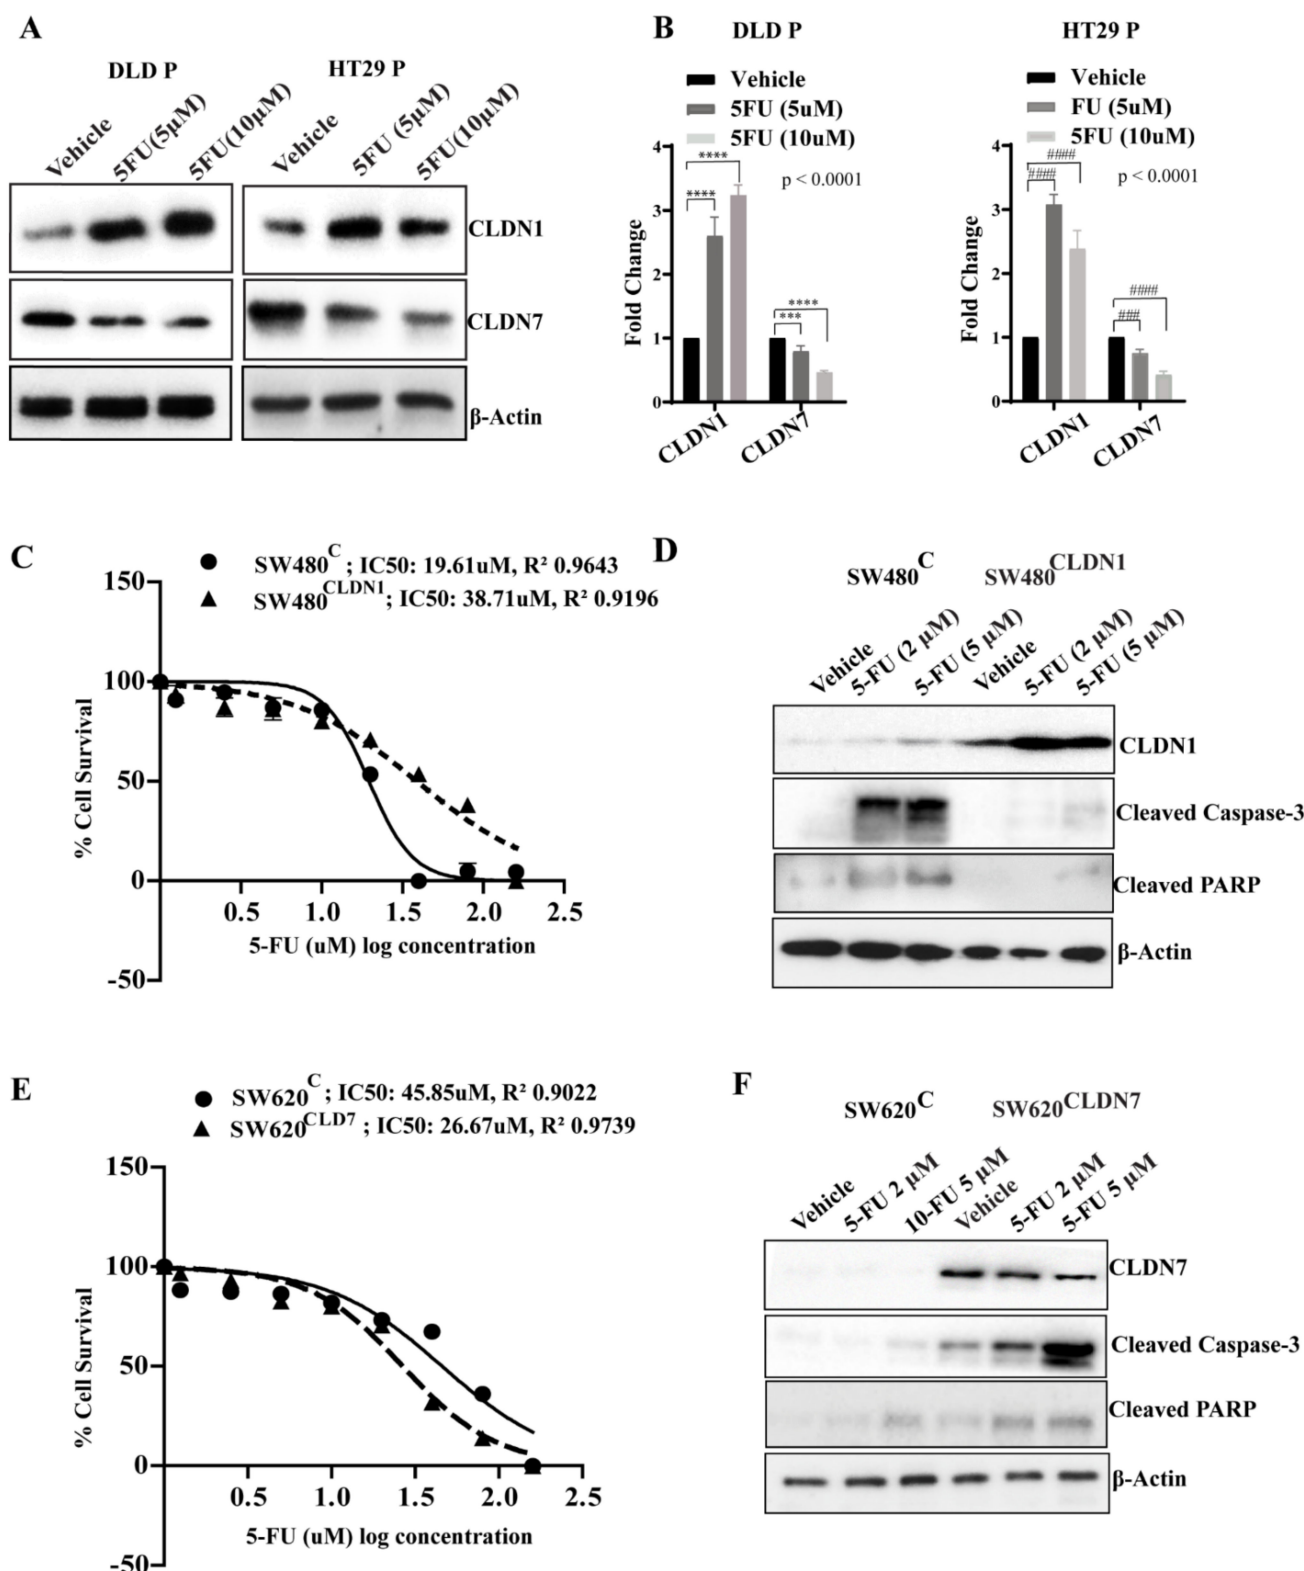 A
DLD P
HT29 P
Vehicle
5FU(5µM)
5FU(10µM)
Vehicle
5FU (5µM)
5FU(10µM)
CLDN1
CLDN7
β-Actin
B
DLD P
Vehicle
5FU (5uM)
5FU (10uM)
p < 0.0001
Fold Change
4
3
2
1
0
****
****
***
****
CLDN1
CLDN7
HT29 P
Vehicle
FU (5uM)
5FU (10uM)
p < 0.0001
Fold Change
4
3
2
1
0
####
####
###
####
CLDN1
CLDN7
C
SW480C ; IC50: 19.61uM, R² 0.9643
SW480CLDN1 ; IC50: 38.71uM, R² 0.9196
% Cell Survival
150
100
50
0
-50
0.5 1.0 1.5 2.0 2.5
5-FU (uM) log concentration
D
SW480C SW480CLDN1
Vehicle
5-FU (2 µM)
5-FU (5 µM)
Vehicle
5-FU (2 µM)
5-FU (5 µM)
CLDN1
Cleaved Caspase-3
Cleaved PARP
β-Actin
E
SW620C ; IC50: 45.85uM, R² 0.9022
SW620CLD7 ; IC50: 26.67uM, R² 0.9739
% Cell Survival
150
100
50
0
-50
0.5 1.0 1.5 2.0 2.5
5-FU (uM) log concentration
F
SW620C SW620CLDN7
Vehicle
5-FU 2 µM
10-FU 5 µM
Vehicle
5-FU 2 µM
5-FU 5 µM
CLDN7
Cleaved Caspase-3
Cleaved PARP
β-Actin